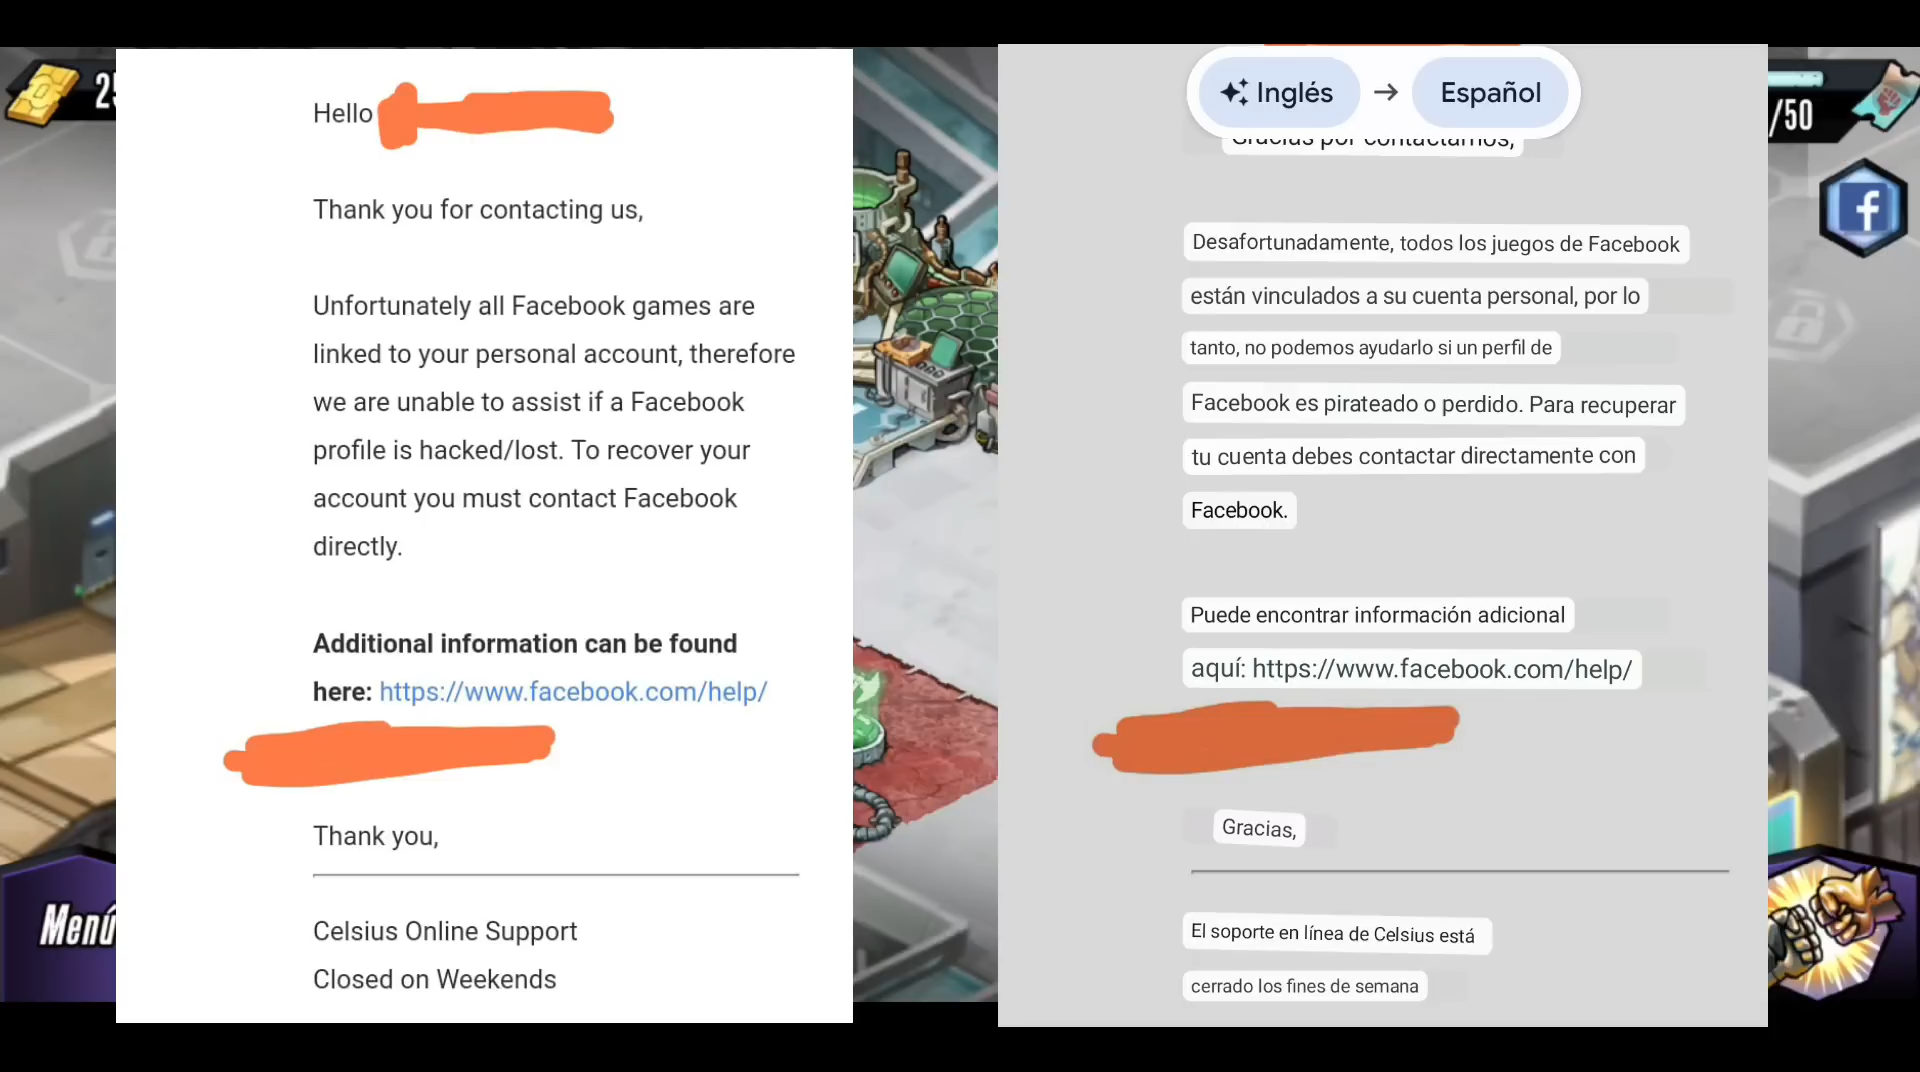 Hello
Thank you for contacting us,
Unfortunately all Facebook games are
linked to your personal account, therefore
we are unable to assist if a Facebook
profile is hacked/lost. To recover your
account you must contact Facebook
directly.
Additional information can be found
here: https://www.facebook.com/help/
Thank you,
Celsius Online Support
Closed on Weekends
Inglés → Español
Gracias por contactarnos,
Desafortunadamente, todos los juegos de Facebook
están vinculados a su cuenta personal, por lo
tanto, no podemos ayudarlo si un perfil de
Facebook es pirateado o perdido. Para recuperar
tu cuenta debes contactar directamente con
Facebook.
Puede encontrar información adicional
aquí: https://www.facebook.com/help/
Gracias,
El soporte en línea de Celsius está
cerrado los fines de semana
/50
f
Menú